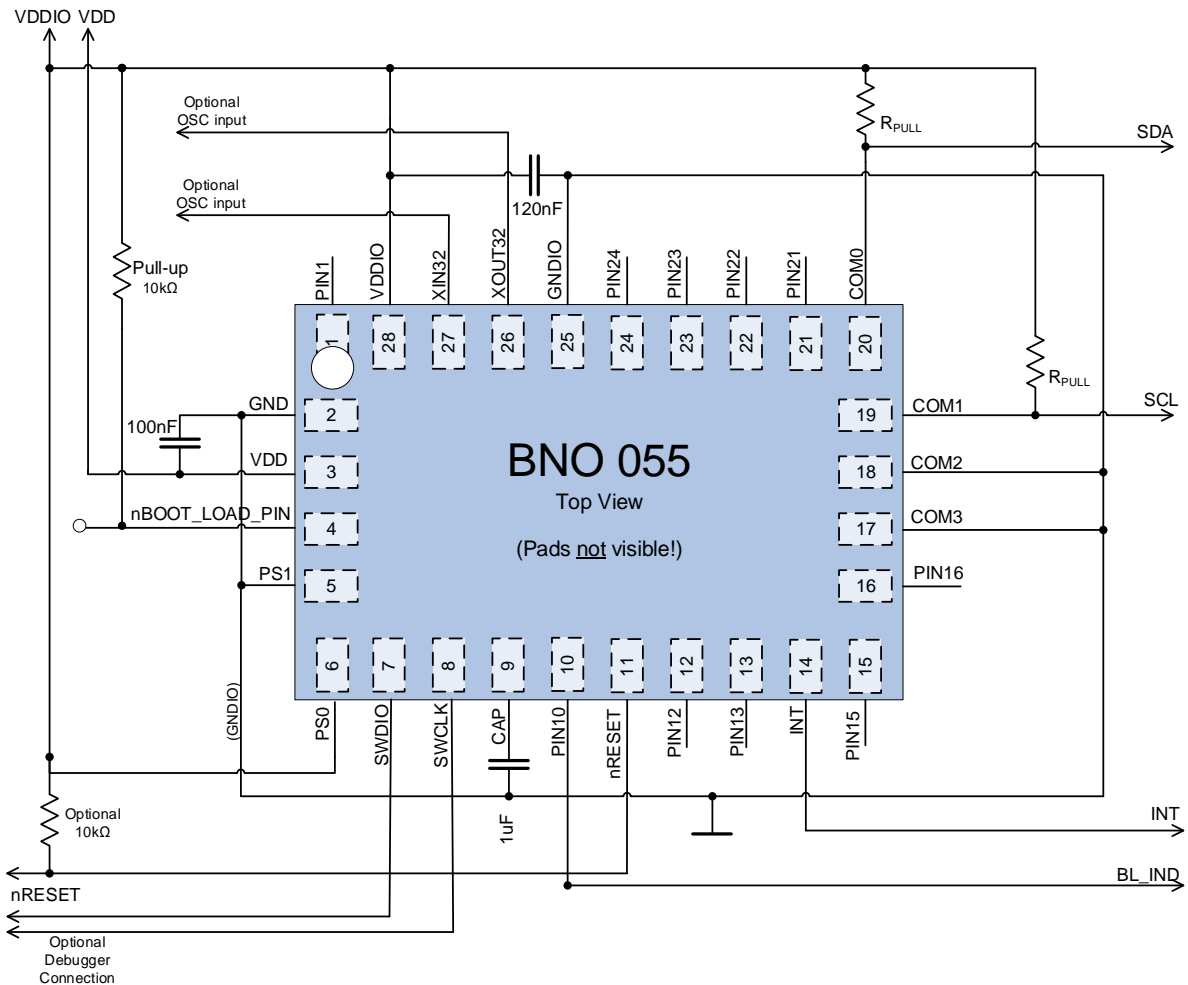 VDDIO VDD
Optional
OSC input
R_PULL
SDA
Optional
OSC input
120nF
Pull-up
10kΩ
PIN1
VDDIO
XIN32
XOUT32
GNDIO
PIN24
PIN23
PIN22
PIN21
COM0
1
28
27
26
25
24
23
22
21
20
R_PULL
GND
2
19
COM1
SCL
100nF
VDD
3
BNO 055
18
COM2
Top View
nBOOT_LOAD_PIN
4
17
COM3
(Pads not visible!)
PS1
5
16
PIN16
6
7
8
9
10
11
12
13
14
15
(GNDIO)
PS0
SWDIO
SWCLK
CAP
PIN10
nRESET
PIN12
PIN13
INT
PIN15
Optional
10kΩ
1uF
INT
nRESET
BL_IND
Optional
Debugger
Connection